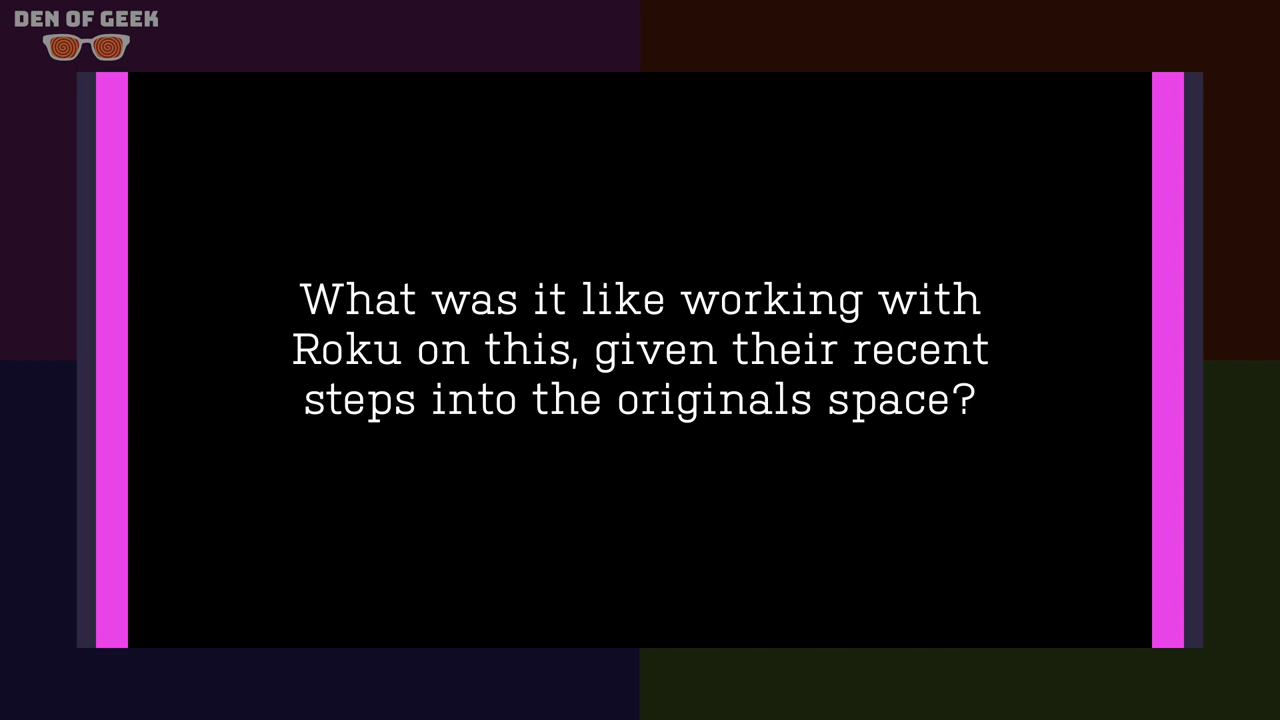 DEN OF GEEK
What was it like working with
Roku on this, given their recent
steps into the originals space?